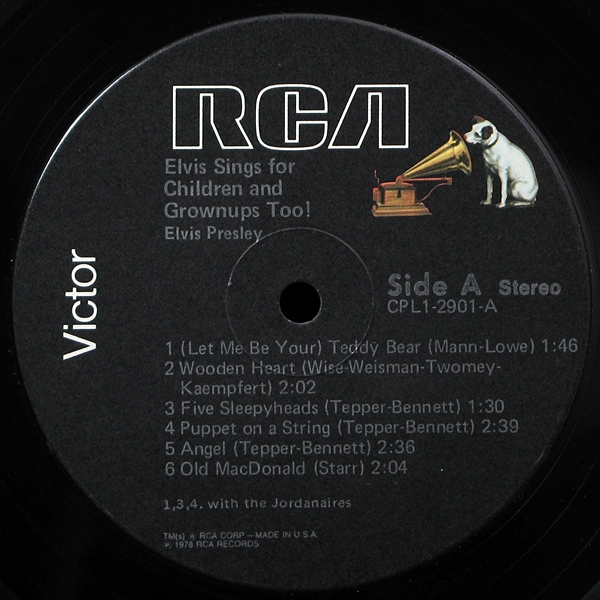 RCA
Elvis Sings for
Children and
Grownups Too!
Elvis Presley
Victor
Side A Stereo
CPL1-2901-A
1 (Let Me Be Your) Teddy Bear (Mann-Lowe) 1:46
2 Wooden Heart (Wise-Weisman-Twomey-
Kaempfert) 2:02
3 Five Sleepyheads (Tepper-Bennett) 1:30
4 Puppet on a String (Tepper-Bennett) 2:39
5 Angel (Tepper-Bennett) 2:36
6 Old MacDonald (Starr) 2:04
1,3,4. with the Jordanaires
TM(s) ® RCA CORP—MADE IN U.S.A.
℗ 1978 RCA RECORDS